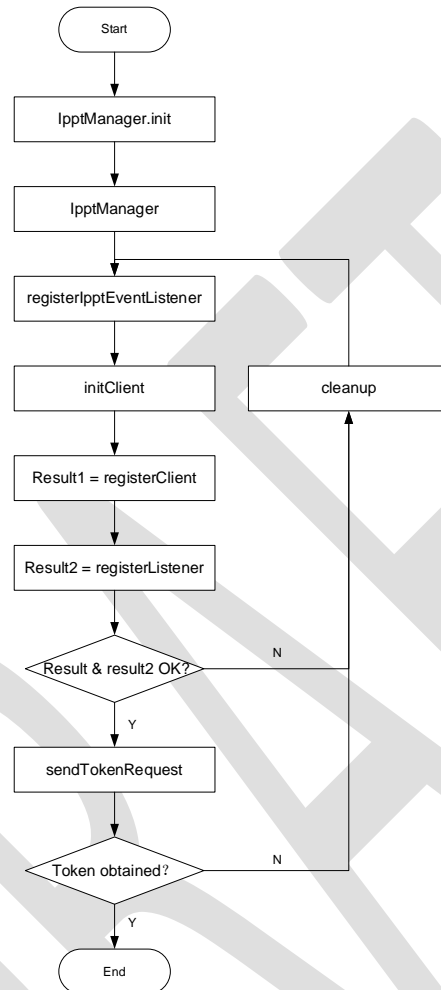 Start
IpptManager.init
IpptManager
registerIpptEventListener
initClient
cleanup
Result1 = registerClient
Result2 = registerListener
Result & result2 OK?
N
Y
sendTokenRequest
Token obtained？
N
Y
End